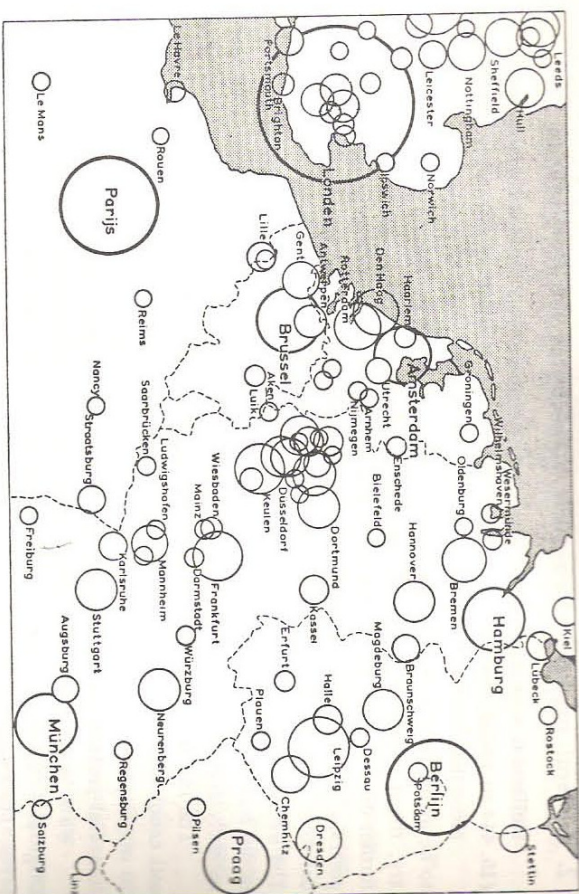 Kiel
Leeds
Rostock
Hull
Lübeck
Stettin
Sheffield
Hamburg
Wesermünde
Wilhelmshaven
Nottingham
Groningen
Oldenburg
Bremen
Leicester
Norwich
Berlijn
Potsdam
Haarlem
Amsterdam
Enschede
Hannover
Braunschweig
Ipswich
Den Haag
Utrecht
Arnhem
Bielefeld
Magdeburg
Dessau
Rotterdam
Nijmegen
Londen
Dortmund
Halle
Leipzig
Dresden
Antwerpen
Kassel
Brighton
Gent
Brussel
Düsseldorf
Erfurt
Chemnitz
Portsmouth
Lille
Luik
Aken
Keulen
Plauen
Praag
Wiesbaden
Frankfurt
Mainz
Darmstadt
Pilsen
Le Havre
Würzburg
Rouen
Ludwigshafen
Mannheim
Neurenberg
Reims
Saarbrücken
Parijs
Karlsruhe
Regensburg
Nancy
Straatsburg
Stuttgart
Linz
Augsburg
Le Mans
München
Salzburg
Freiburg